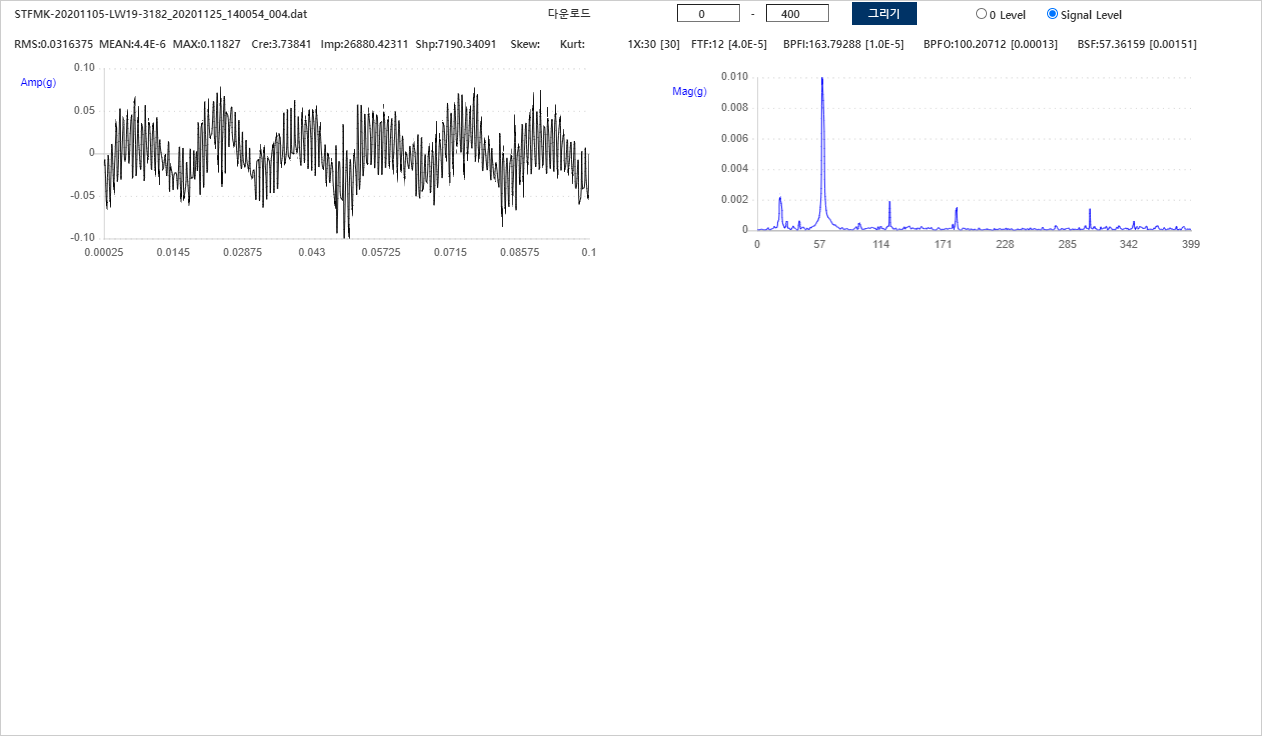 STFMK-20201105-LW19-3182_20201125_140054_004.dat 다운로드 0 - 400 그리기 0 Level Signal Level
RMS:0.0316375 MEAN:4.4E-6 MAX:0.11827 Cre:3.73841 Imp:26880.42311 Shp:7190.34091 Skew: Kurt: 1X:30 [30] FTF:12 [4.0E-5] BPFI:163.79288 [1.0E-5] BPFO:100.20712 [0.00013] BSF:57.36159 [0.00151]
Amp(g)
0.10
0.05
0
-0.05
-0.10
0.00025 0.0145 0.02875 0.043 0.05725 0.0715 0.08575 0.1
Mag(g)
0.010
0.008
0.006
0.004
0.002
0
0 57 114 171 228 285 342 399